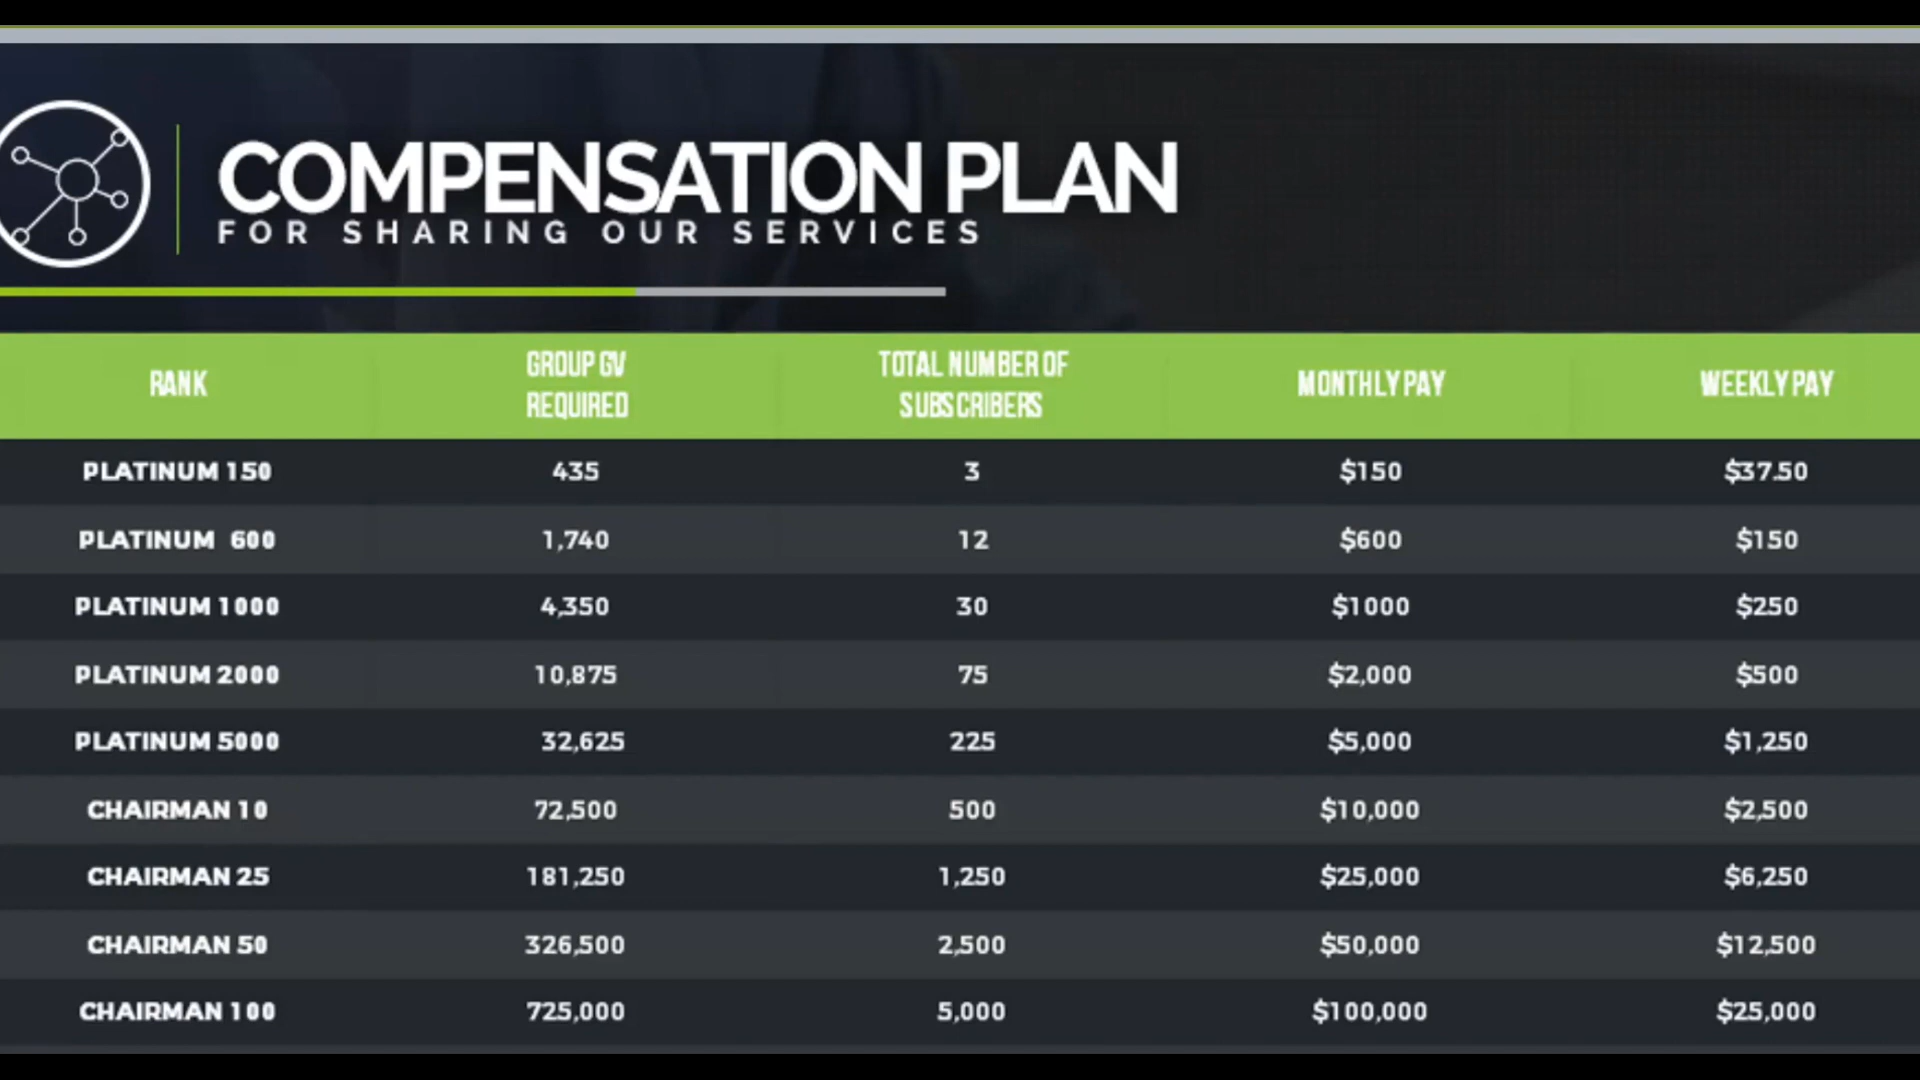 COMPENSATION PLAN
FOR SHARING OUR SERVICES
RANK GROUP GV REQUIRED TOTAL NUMBER OF SUBSCRIBERS MONTHLY PAY WEEKLY PAY
PLATINUM 150 435 3 $150 $37.50
PLATINUM 600 1,740 12 $600 $150
PLATINUM 1000 4,350 30 $1000 $250
PLATINUM 2000 10,875 75 $2,000 $500
PLATINUM 5000 32,625 225 $5,000 $1,250
CHAIRMAN 10 72,500 500 $10,000 $2,500
CHAIRMAN 25 181,250 1,250 $25,000 $6,250
CHAIRMAN 50 326,500 2,500 $50,000 $12,500
CHAIRMAN 100 725,000 5,000 $100,000 $25,000